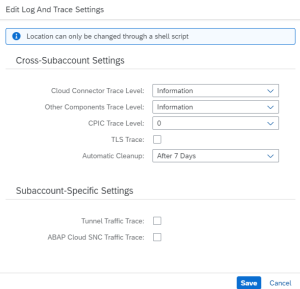 Edit Log And Trace Settings
Location can only be changed through a shell script
Cross-Subaccount Settings
Cloud Connector Trace Level: Information
Other Components Trace Level: Information
CPIC Trace Level: 0
TLS Trace:
Automatic Cleanup: After 7 Days
Subaccount-Specific Settings
Tunnel Traffic Trace:
ABAP Cloud SNC Traffic Trace:
Save Cancel